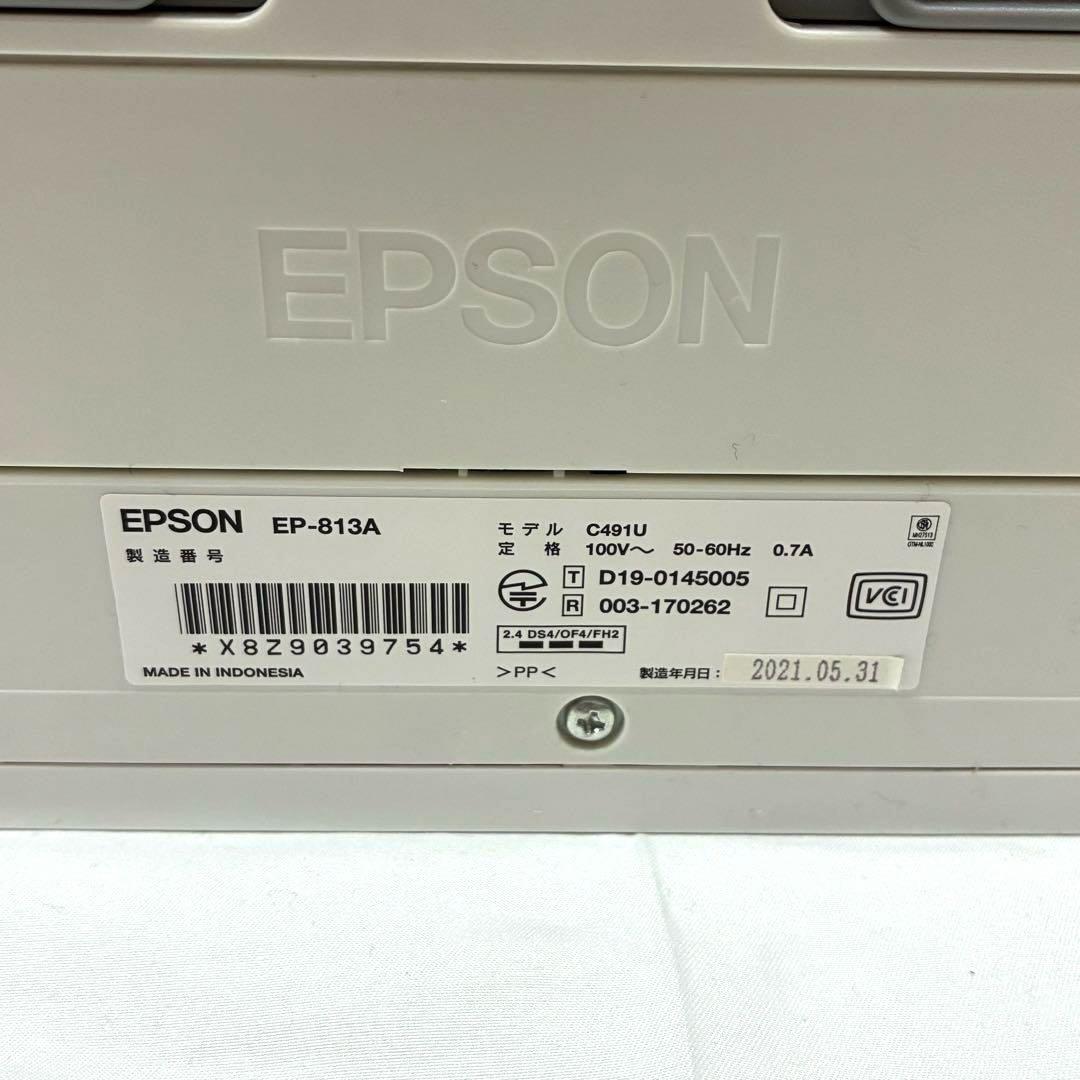 EPSON
EPSON EP-813A
製造番号
*X8Z9039754*
MADE IN INDONESIA
モデル C491U
定格 100V～ 50-60Hz 0.7A
T D19-0145005
R 003-170262
2.4 DS4/OF4/FH2
>PP<
製造年月日: 2021.05.31
MH27513
VCI